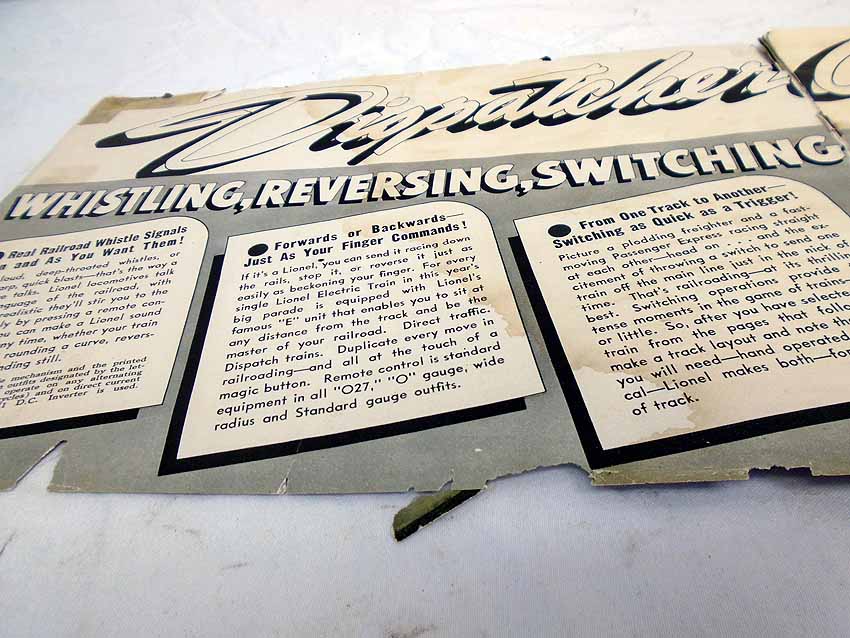 Dispatcher
WHISTLING, REVERSING, SWITCHING
Real Railroad Whistle Signals
and as You Want Them!
loud, deep-throated whistles, or
sharp, quick blasts—that's the way
talks. Lionel locomotives talk
language of the railroad, with
realistic they'll stir you to the
by pressing a remote con-
can make a Lionel sound
any time, whether your train
rounding a curve, revers-
standing still.
mechanism and the printed
outfits designated by the let-
operate on any alternating
cycles) and on direct current
D.C. Inverter is used.
Forwards or Backwards—
Just As Your Finger Commands!
If it's a Lionel, you can send it racing down
the rails, stop it, or reverse it just as
easily as beckoning your finger. For every
single Lionel Electric Train in this year's
big parade is equipped with Lionel's
famous "E" unit that enables you to sit at
any distance from the track and be the
master of your railroad. Direct traffic.
Dispatch trains. Duplicate every move in
railroading—and all at the touch of a
magic button. Remote control is standard
equipment in all "O27," "O" gauge, wide
radius and Standard gauge outfits.
From One Track to Another—
Switching as Quick as a Trigger!
Picture a plodding freighter and a fast-
moving Passenger Express racing straight
at each other—head on . . . . . the ex-
citement of throwing a switch to send one
train off the main line just in the nick of
time. That's railroading—at its thrilling
best. Switching operations provide
tense moments in the game of trains,
or little. So, after you have selected
train from the pages that follow
make a track layout and note the
you will need—hand operated
cal—Lionel makes both—for
of track.